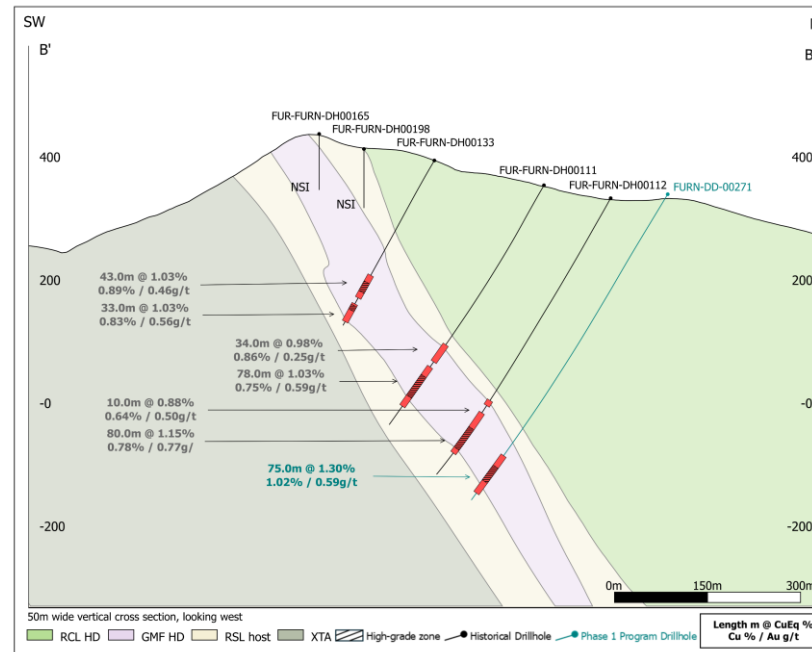 SW
B'
B
FUR-FURN-DH00165
FUR-FURN-DH00198
FUR-FURN-DH00133
FUR-FURN-DH00111
FUR-FURN-DH00112
FURN-DD-00271
400
400
NSI
NSI
200
200
43.0m @ 1.03%
0.89% / 0.46g/t
33.0m @ 1.03%
0.83% / 0.56g/t
34.0m @ 0.98%
0.86% / 0.25g/t
78.0m @ 1.03%
0.75% / 0.59g/t
-0
-0
10.0m @ 0.88%
0.64% / 0.50g/t
80.0m @ 1.15%
0.78% / 0.77g/
75.0m @ 1.30%
1.02% / 0.59g/t
-200
-200
0m 150m 300m
50m wide vertical cross section, looking west
RCL HD GMF HD RSL host XTA High-grade zone Historical Drillhole Phase 1 Program Drillhole
Length m @ CuEq %
Cu % / Au g/t